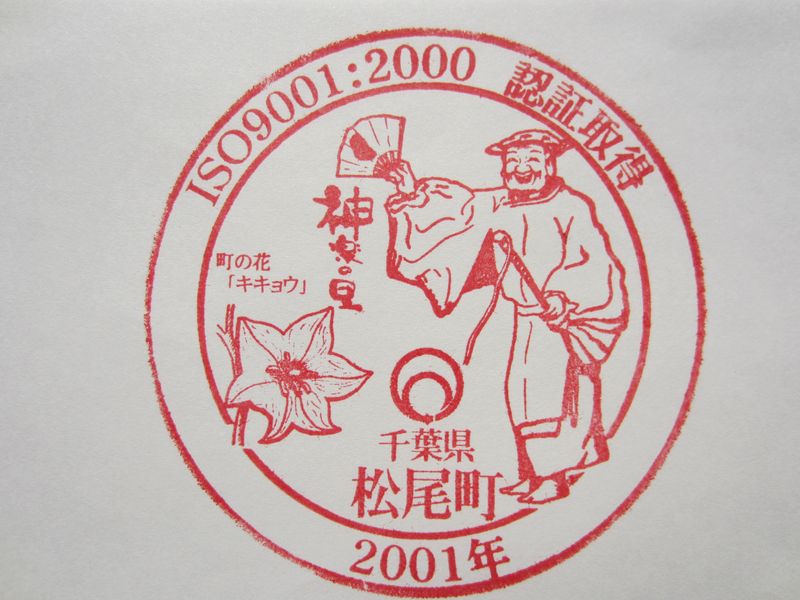 ISO9001:2000 認証取得
神楽の里
町の花
「キキョウ」
千葉県
松尾町
2001年